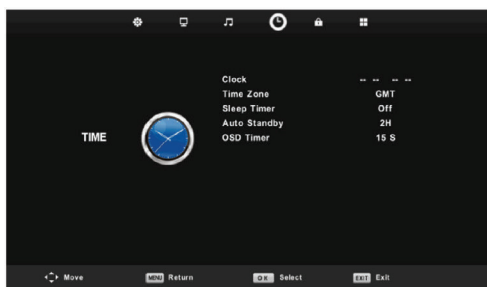 Clock -- -- -- --
Time Zone GMT
Sleep Timer Off
Auto Standby 2H
TIME
OSD Timer 15 S
Move MENU Return OK Select EXIT Exit